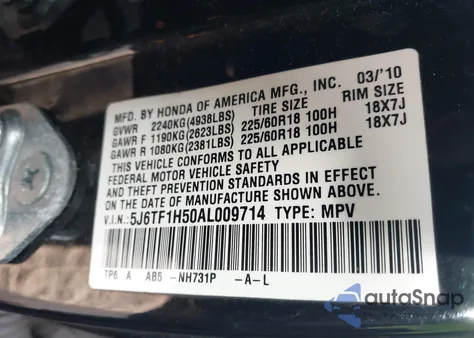 MFD. BY HONDA OF AMERICA MFG., INC. 03/'10
GVWR 2240KG(4938LBS) TIRE SIZE RIM SIZE
GAWR F 1190KG(2623LBS) 225/60R18 100H 18X7J
GAWR R 1080KG(2381LBS) 225/60R18 100H 18X7J
THIS VEHICLE CONFORMS TO ALL APPLICABLE
FEDERAL MOTOR VEHICLE SAFETY
AND THEFT PREVENTION STANDARDS IN EFFECT
ON THE DATE OF MANUFACTURE SHOWN ABOVE.
V.I.N: 5J6TF1H50AL009714 TYPE: MPV
TP6 A AB5 -NH731P -A-L
autoSnap